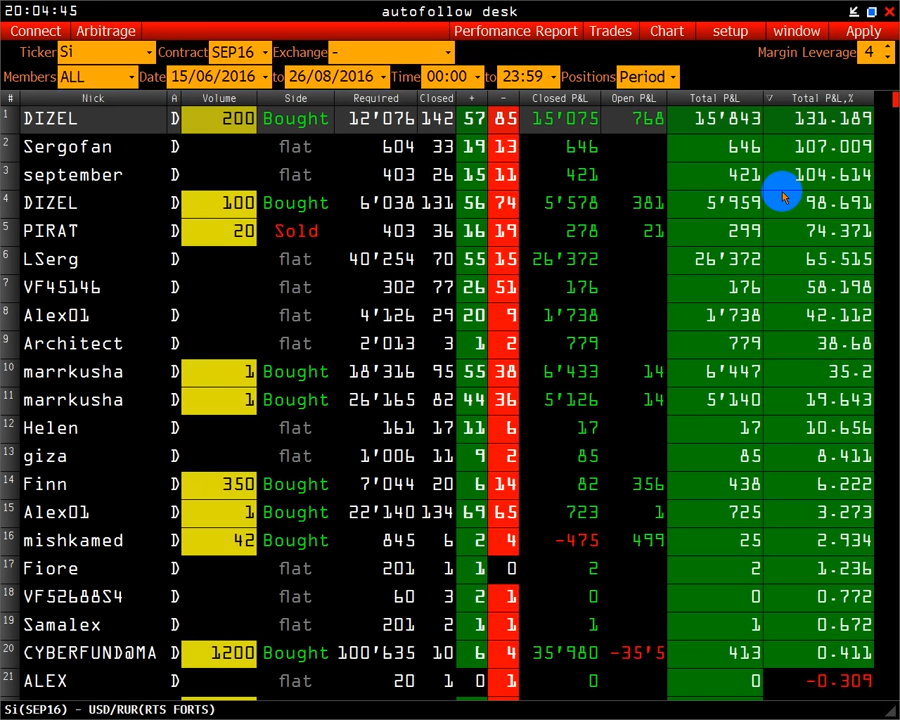 20:04:45 autofollow desk
Connect Arbitrage Perfomance Report Trades Chart setup window Apply
Ticker Si Contract SEP16 Exchange - Margin Leverage 4
Members ALL Date 15/06/2016 to 26/08/2016 Time 00:00 to 23:59 Positions Period
# Nick A Volume Side Required Closed + - Closed P&L Open P&L Total P&L Total P&L,%
1 DIZEL D 200 Bought 12'076 142 57 85 15'075 768 15'843 131.189
2 Sergofan D flat 604 33 19 13 646 646 107.009
3 september D flat 403 26 15 11 421 421 104.614
4 DIZEL D 100 Bought 6'038 131 56 74 5'578 381 5'959 98.691
5 PIRAT D 20 Sold 403 36 16 19 278 21 299 74.371
6 LSerg D flat 40'254 70 55 15 26'372 26'372 65.515
7 VF45146 D flat 302 77 26 51 176 176 58.198
8 Alex01 D flat 4'126 29 20 9 1'738 1'738 42.112
9 Architect D flat 2'013 3 1 2 779 779 38.68
10 marrkusha D 1 Bought 18'316 95 55 38 6'433 14 6'447 35.2
11 marrkusha D 1 Bought 26'165 82 44 36 5'126 14 5'140 19.643
12 Helen D flat 161 17 11 6 17 17 10.656
13 giza D flat 1'006 11 9 2 85 85 8.411
14 Finn D 350 Bought 7'044 20 6 14 82 356 438 6.222
15 Alex01 D 1 Bought 22'140 134 69 65 723 1 725 3.273
16 mishkamed D 42 Bought 845 6 2 4 -475 499 25 2.934
17 Fiore D flat 201 1 1 0 2 2 1.236
18 VF52688S4 D flat 60 3 2 1 0 0 0.772
19 Samalex D flat 201 2 1 1 1 1 0.672
20 CYBERFUND@MA D 1200 Bought 100'635 10 6 4 35'980 -35'5 413 0.411
21 ALEX D flat 20 1 0 1 0 0 -0.309
Si(SEP16) - USD/RUR(RTS FORTS)